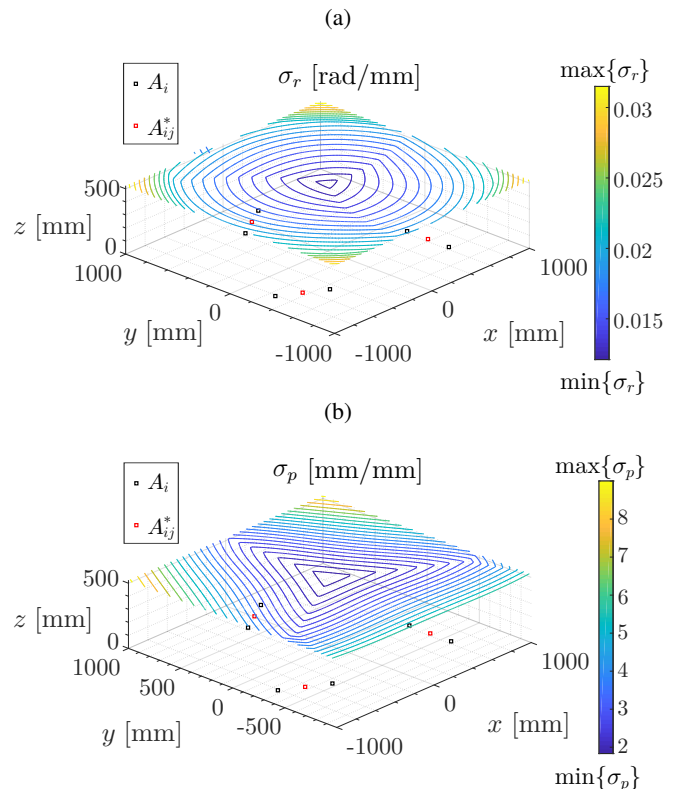 (a)
σ_r [rad/mm]
A_i
A*_ij
max{σ_r}
0.03
0.025
0.02
0.015
min{σ_r}
500
0
z [mm]
1000
0
-1000
y [mm]
-1000
0
1000
x [mm]
(b)
σ_p [mm/mm]
A_i
A*_ij
max{σ_p}
8
7
6
5
4
3
2
min{σ_p}
500
0
z [mm]
1000
500
0
-500
y [mm]
-1000
0
1000
x [mm]